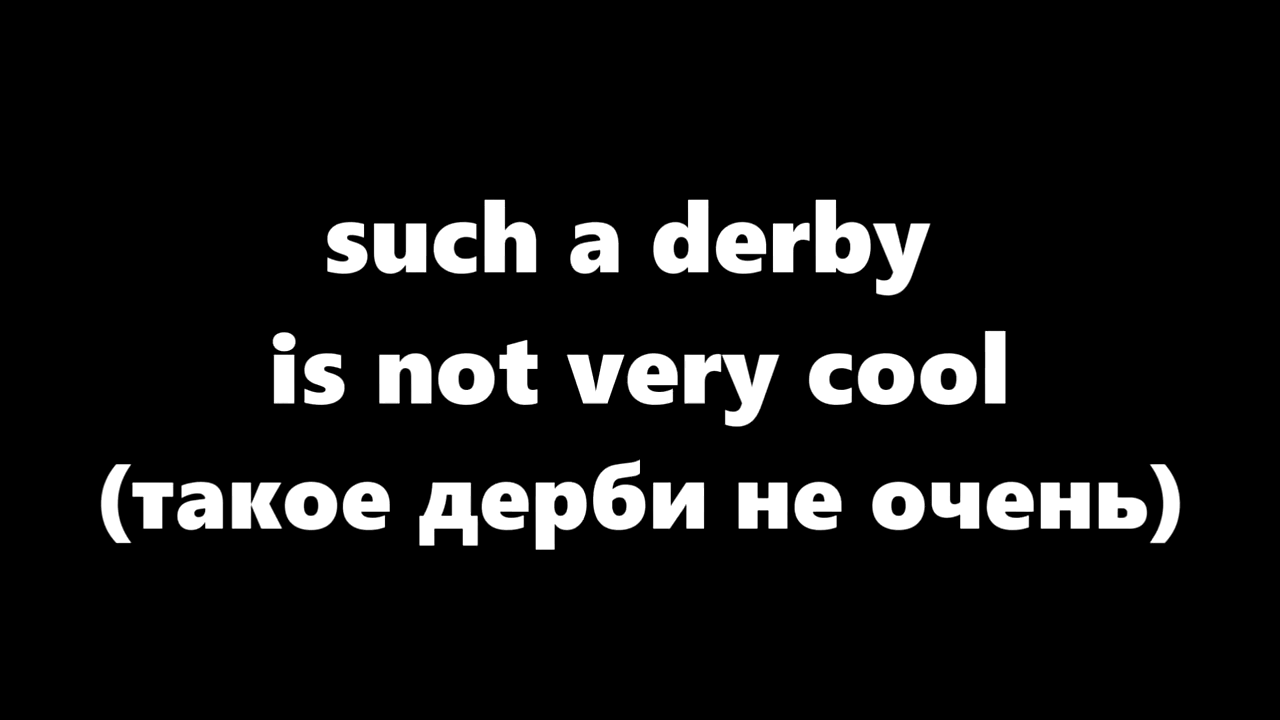 such a derby
is not very cool
(такое дерби не очень)